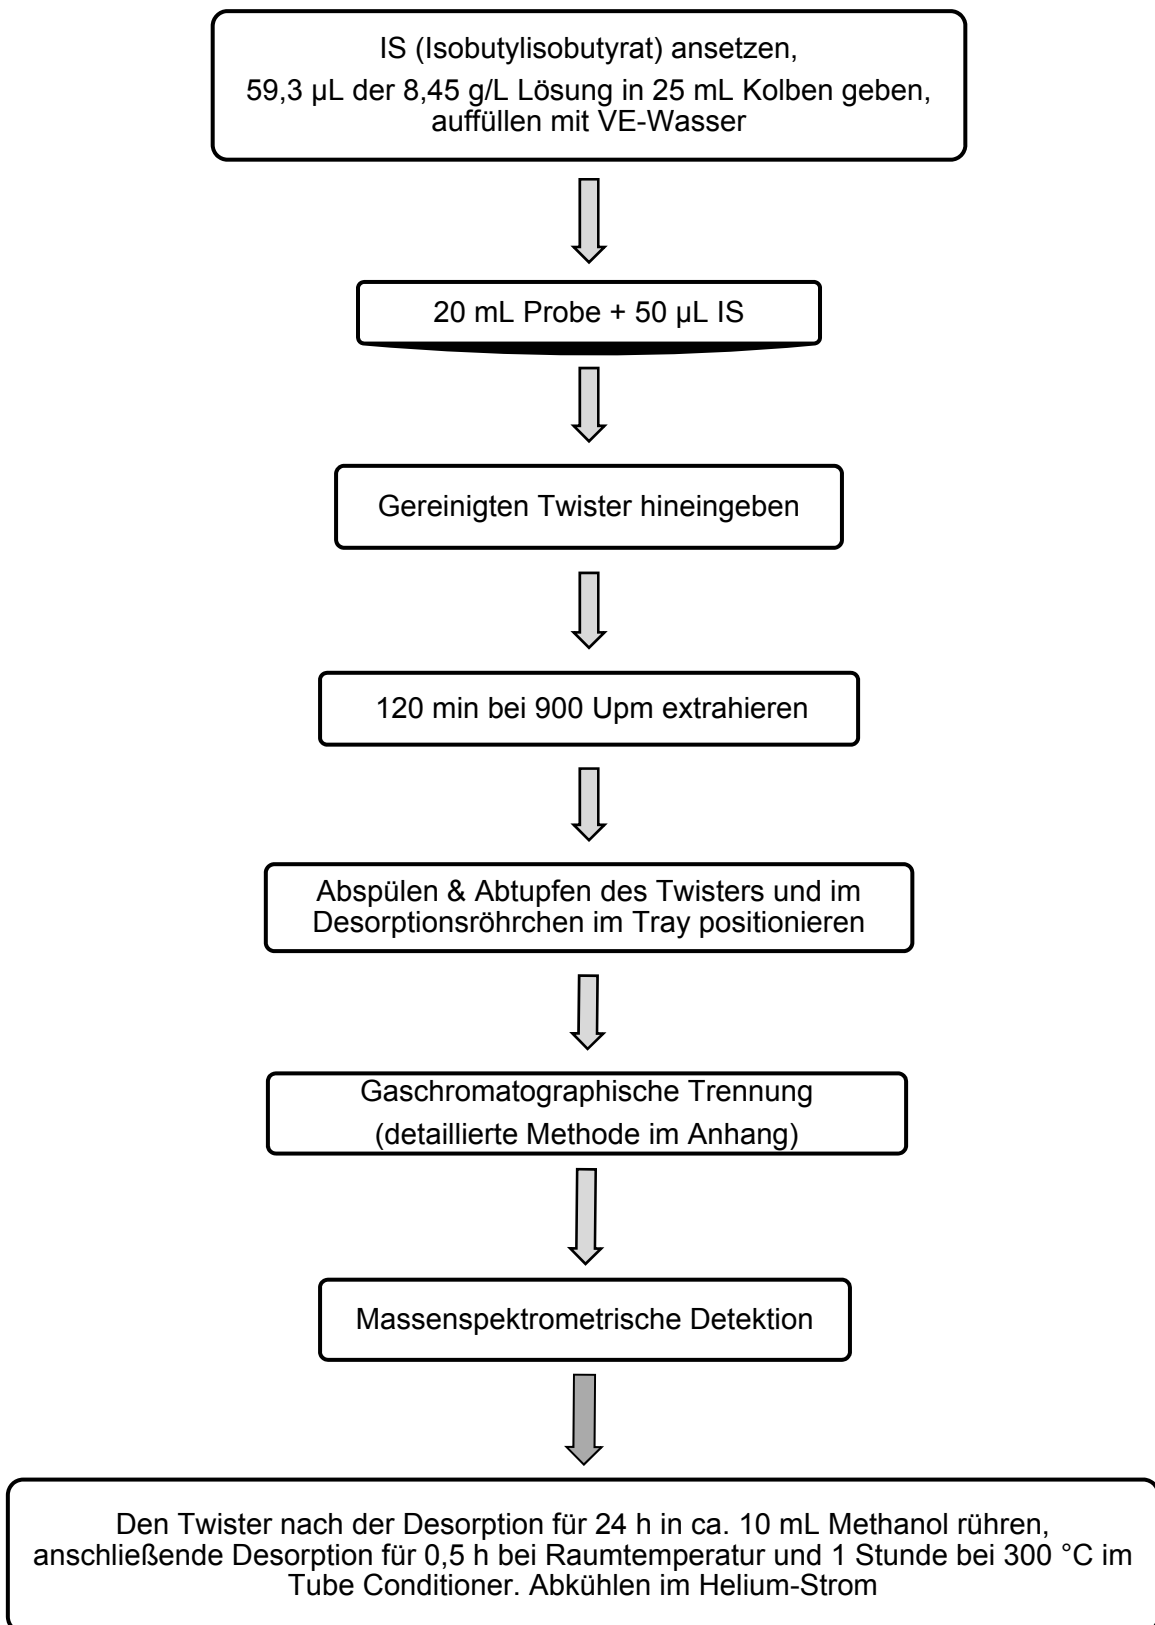 IS (Isobutylisobutyrat) ansetzen,
59,3 µL der 8,45 g/L Lösung in 25 mL Kolben geben,
auffüllen mit VE-Wasser
20 mL Probe + 50 µL IS
Gereinigten Twister hineingeben
120 min bei 900 Upm extrahieren
Abspülen & Abtupfen des Twisters und im
Desorptionsröhrchen im Tray positionieren
Gaschromatographische Trennung
(detaillierte Methode im Anhang)
Massenspektrometrische Detektion
Den Twister nach der Desorption für 24 h in ca. 10 mL Methanol rühren,
anschließende Desorption für 0,5 h bei Raumtemperatur und 1 Stunde bei 300 °C im
Tube Conditioner. Abkühlen im Helium-Strom